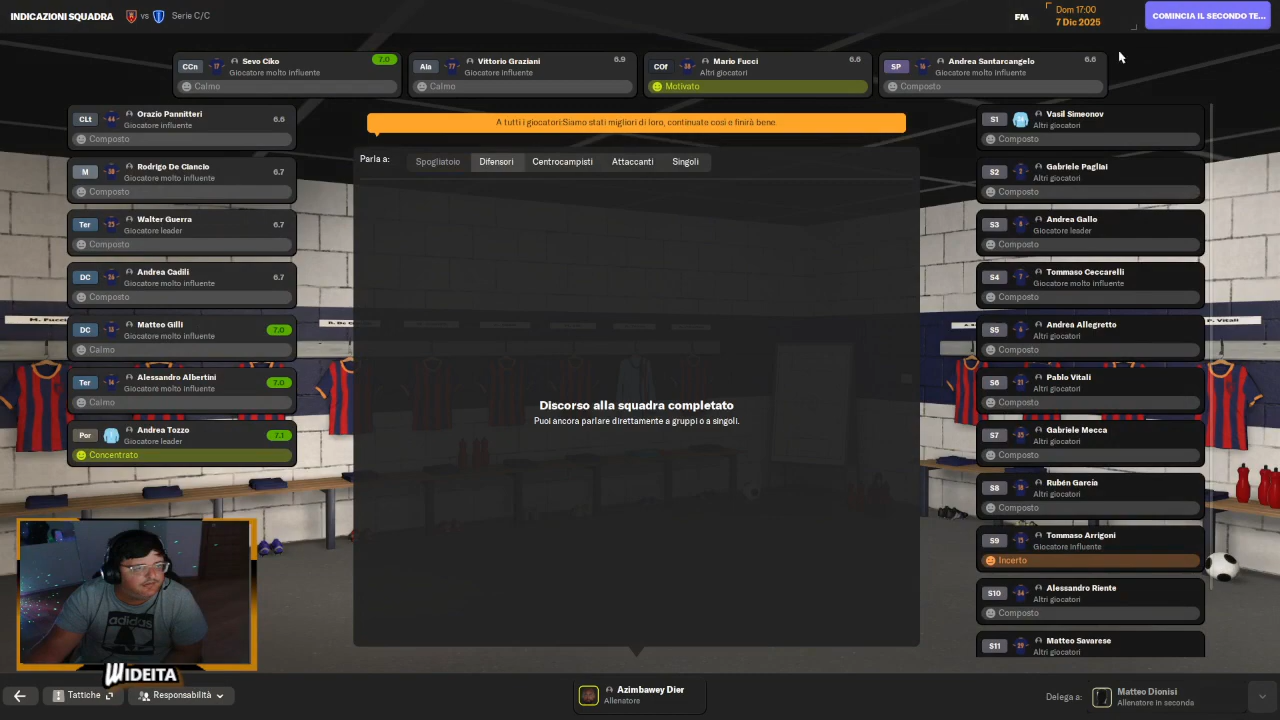 INDICAZIONI SQUADRA
vs
Serie C/C
FM
Dom 17:00
7 Dic 2025
COMINCIA IL SECONDO TE...
CCn
17
Sevo Ciko
Giocatore molto influente
7.0
Calmo
Ala
77
Vittorio Graziani
Giocatore influente
6.9
Calmo
COf
Mario Fucci
Altri giocatori
6.6
Motivato
SP
Andrea Santarcangelo
Giocatore molto influente
6.6
Composto
CLt
Orazio Pannitteri
Giocatore influente
6.6
Composto
M
Rodrigo De Ciancio
Giocatore molto influente
6.7
Composto
Ter
Walter Guerra
Giocatore leader
6.7
Composto
DC
Andrea Cadili
Giocatore molto influente
6.7
Composto
DC
Matteo Gilli
Giocatore molto influente
7.0
Calmo
Ter
Alessandro Albertini
Giocatore molto influente
7.0
Calmo
Por
Andrea Tozzo
Giocatore leader
7.1
Concentrato
A tutti i giocatori:Siamo stati migliori di loro, continuate così e finirà bene
Parla a:
Spogliatoio
Difensori
Centrocampisti
Attaccanti
Singoli
Discorso alla squadra completato
Puoi ancora parlare direttamente a gruppi o a singoli.
S1
Vasil Simeonov
Altri giocatori
Composto
S2
Gabriele Pagliai
Altri giocatori
Composto
S3
Andrea Gallo
Giocatore leader
Composto
S4
Tommaso Ceccarelli
Giocatore molto influente
Composto
S5
Andrea Allegretto
Altri giocatori
Composto
S6
Pablo Vitali
Altri giocatori
Composto
S7
Gabriele Mecca
Altri giocatori
Composto
S8
Rubén García
Altri giocatori
Composto
S9
Tommaso Arrigoni
Giocatore influente
Incerto
S10
Alessandro Riente
Altri giocatori
Composto
S11
Matteo Savarese
Altri giocatori
M. Fucci
P. Vitali
adidas
WIDEITA
Tattiche
Responsabilità
Azimbawey Dier
Allenatore
Delega a:
Matteo Dionisi
Allenatore in seconda